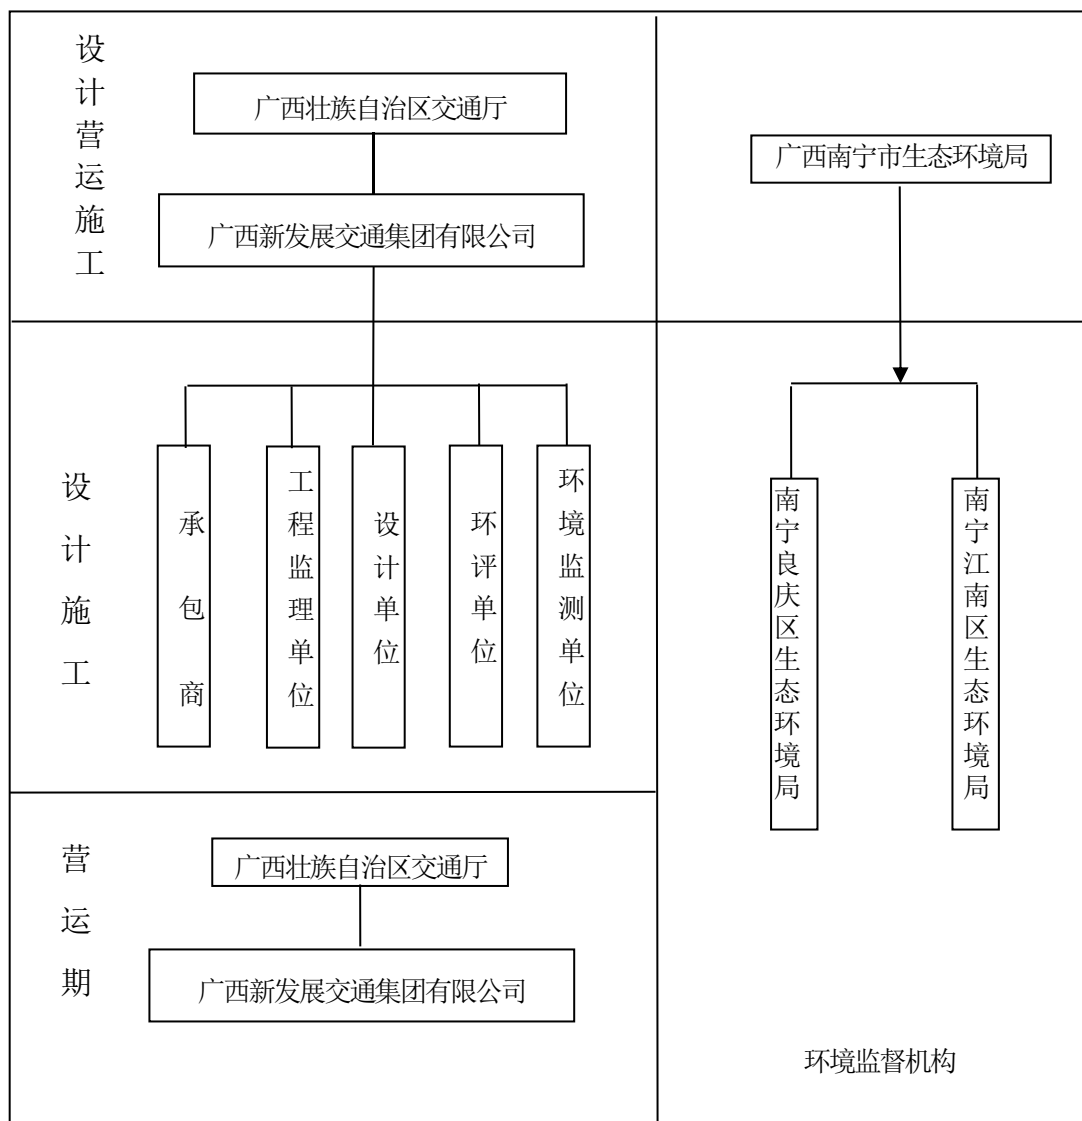 设计营运施工
广西壮族自治区交通厅
广西新发展交通集团有限公司
广西南宁市生态环境局
设计施工
承包商
工程监理单位
设计单位
环评单位
环境监测单位
南宁良庆区生态环境局
南宁江南区生态环境局
营运期
广西壮族自治区交通厅
广西新发展交通集团有限公司
环境监督机构